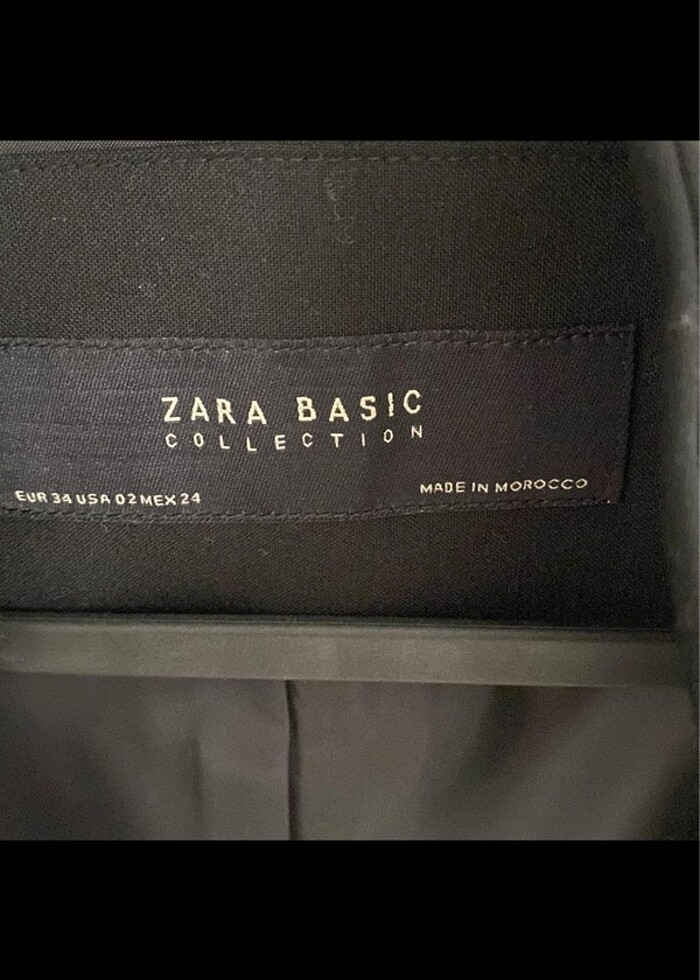 ZARA BASIC
COLLECTION
EUR 34 USA 02 MEX 24
MADE IN MOROCCO